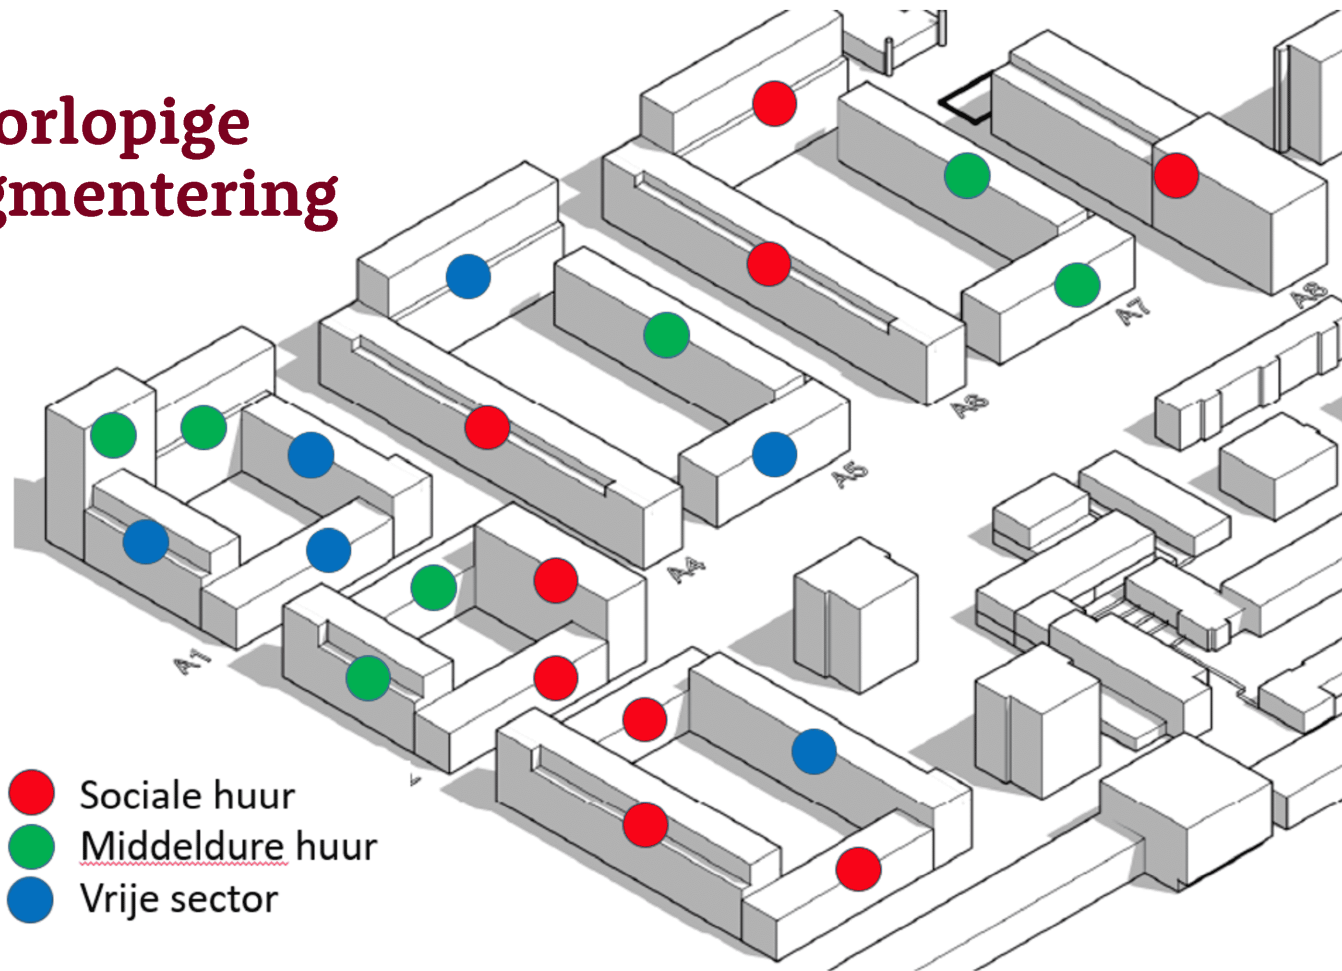 orlopige
gmentering
A8
A7
A6
A5
A4
A1
Sociale huur
Middeldure huur
Vrije sector